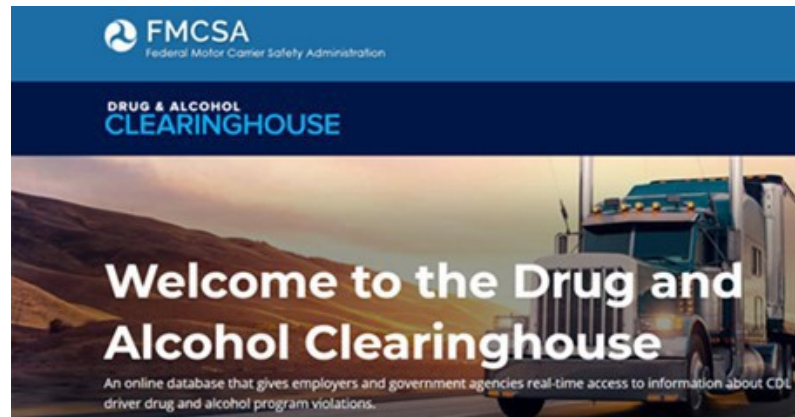 FMCSA
Federal Motor Carrier Safety Administration
DRUG & ALCOHOL
CLEARINGHOUSE
Welcome to the Drug and
Alcohol Clearinghouse
An online database that gives employers and government agencies real-time access to information about CDL
driver drug and alcohol program violations.